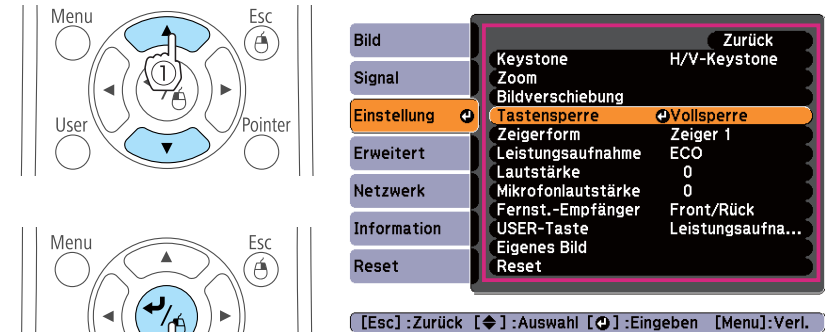 Menu
Esc
①
User
Pointer
Menu
Esc
Bild
Signal
Einstellung
Erweitert
Netzwerk
Information
Reset
Zurück
Keystone H/V-Keystone
Zoom
Bildverschiebung
Tastensperre Vollsperre
Zeigerform Zeiger 1
Leistungsaufnahme ECO
Lautstärke 0
Mikrofonlautstärke 0
Fernst.-Empfänger Front/Rück
USER-Taste Leistungsaufna...
Eigenes Bild
Reset
[Esc] :Zurück [◆] :Auswahl [⏎] :Eingeben [Menu]:Verl.